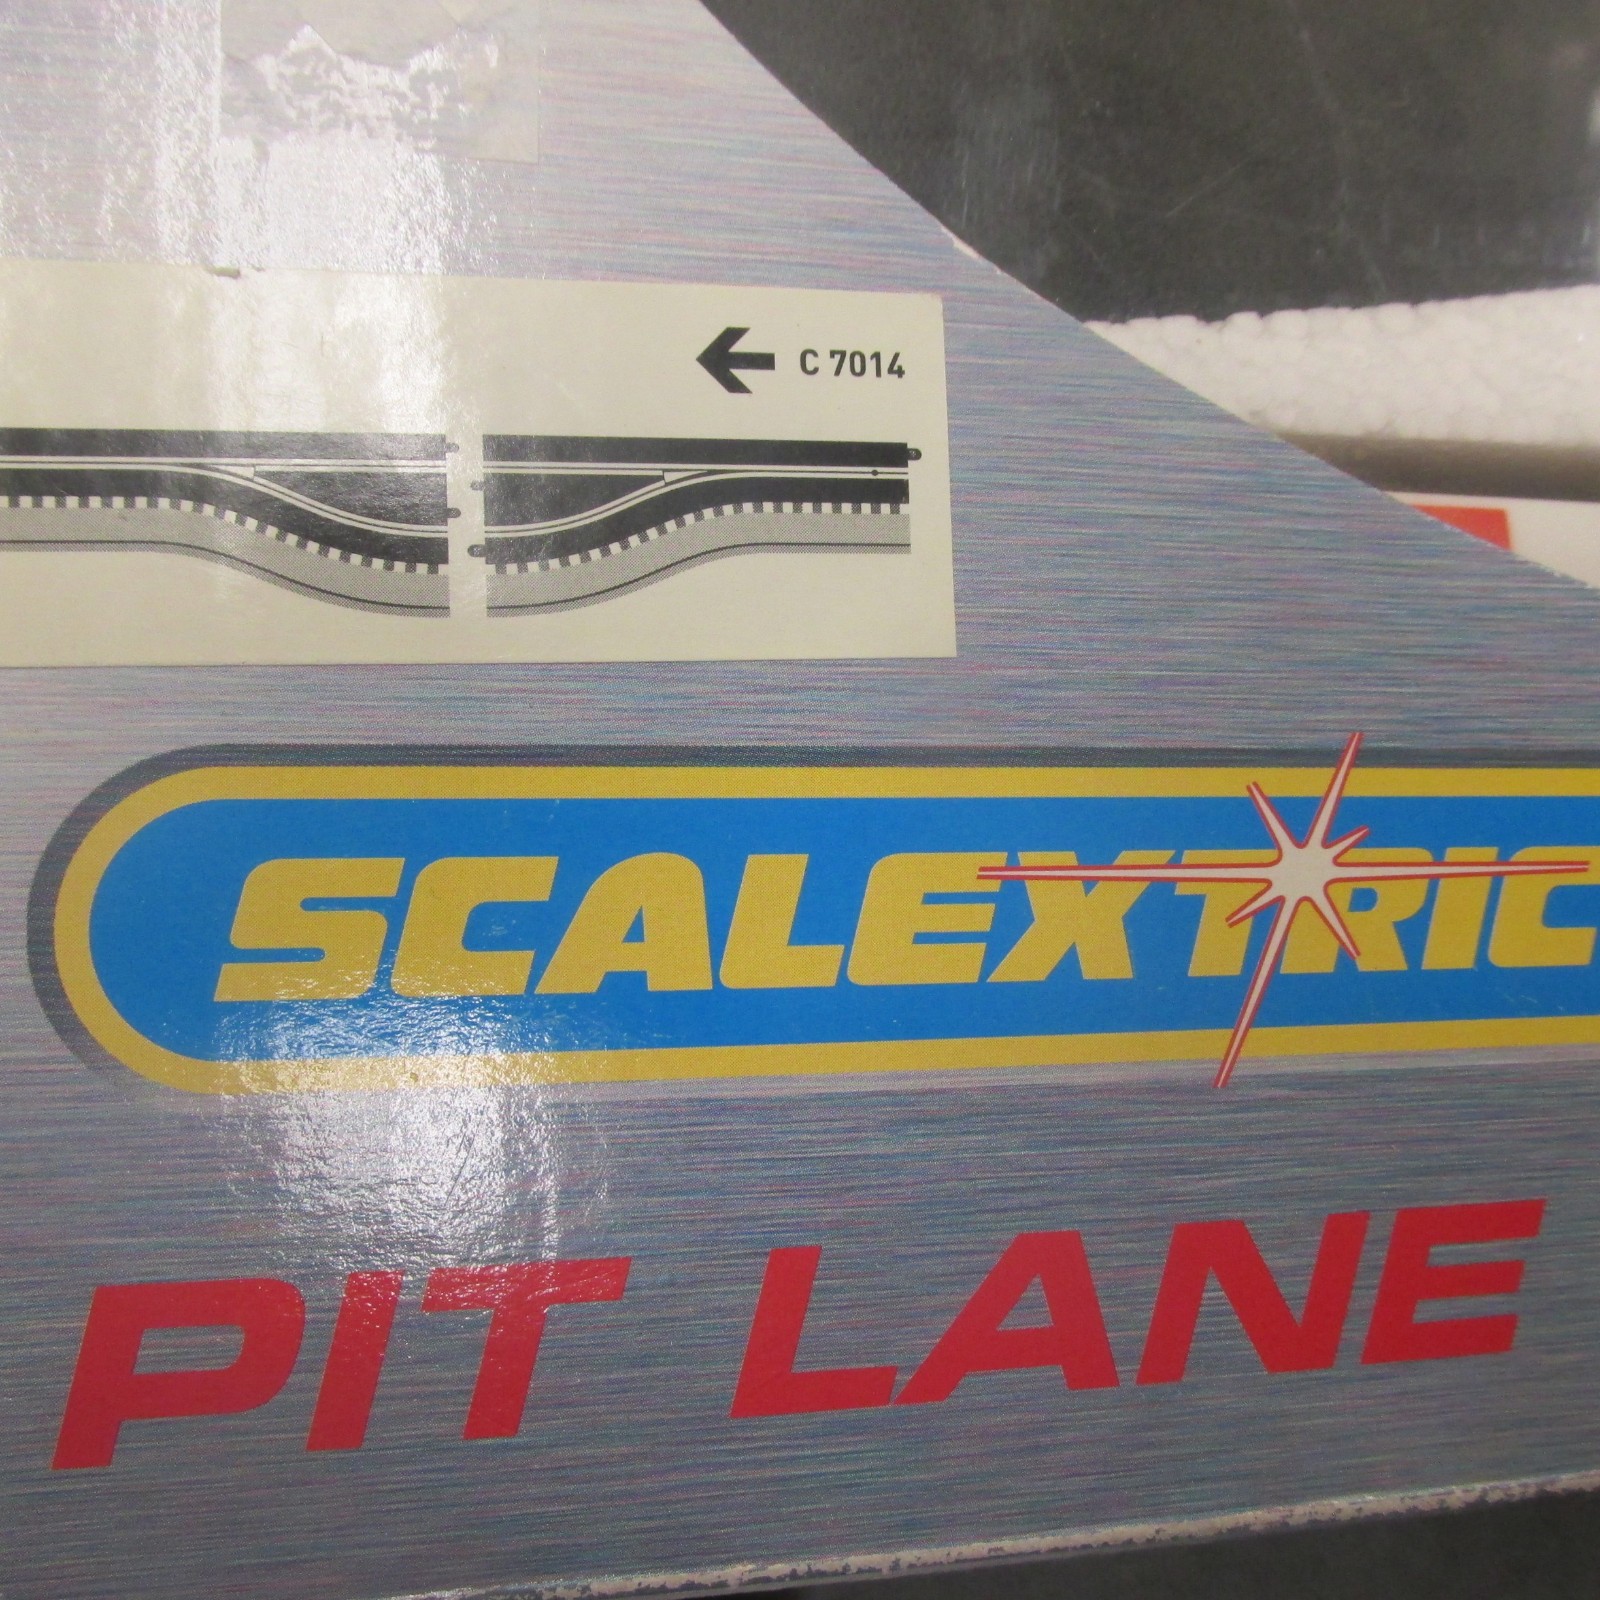 ← C 7014
SCALEXTRIC
PIT LANE